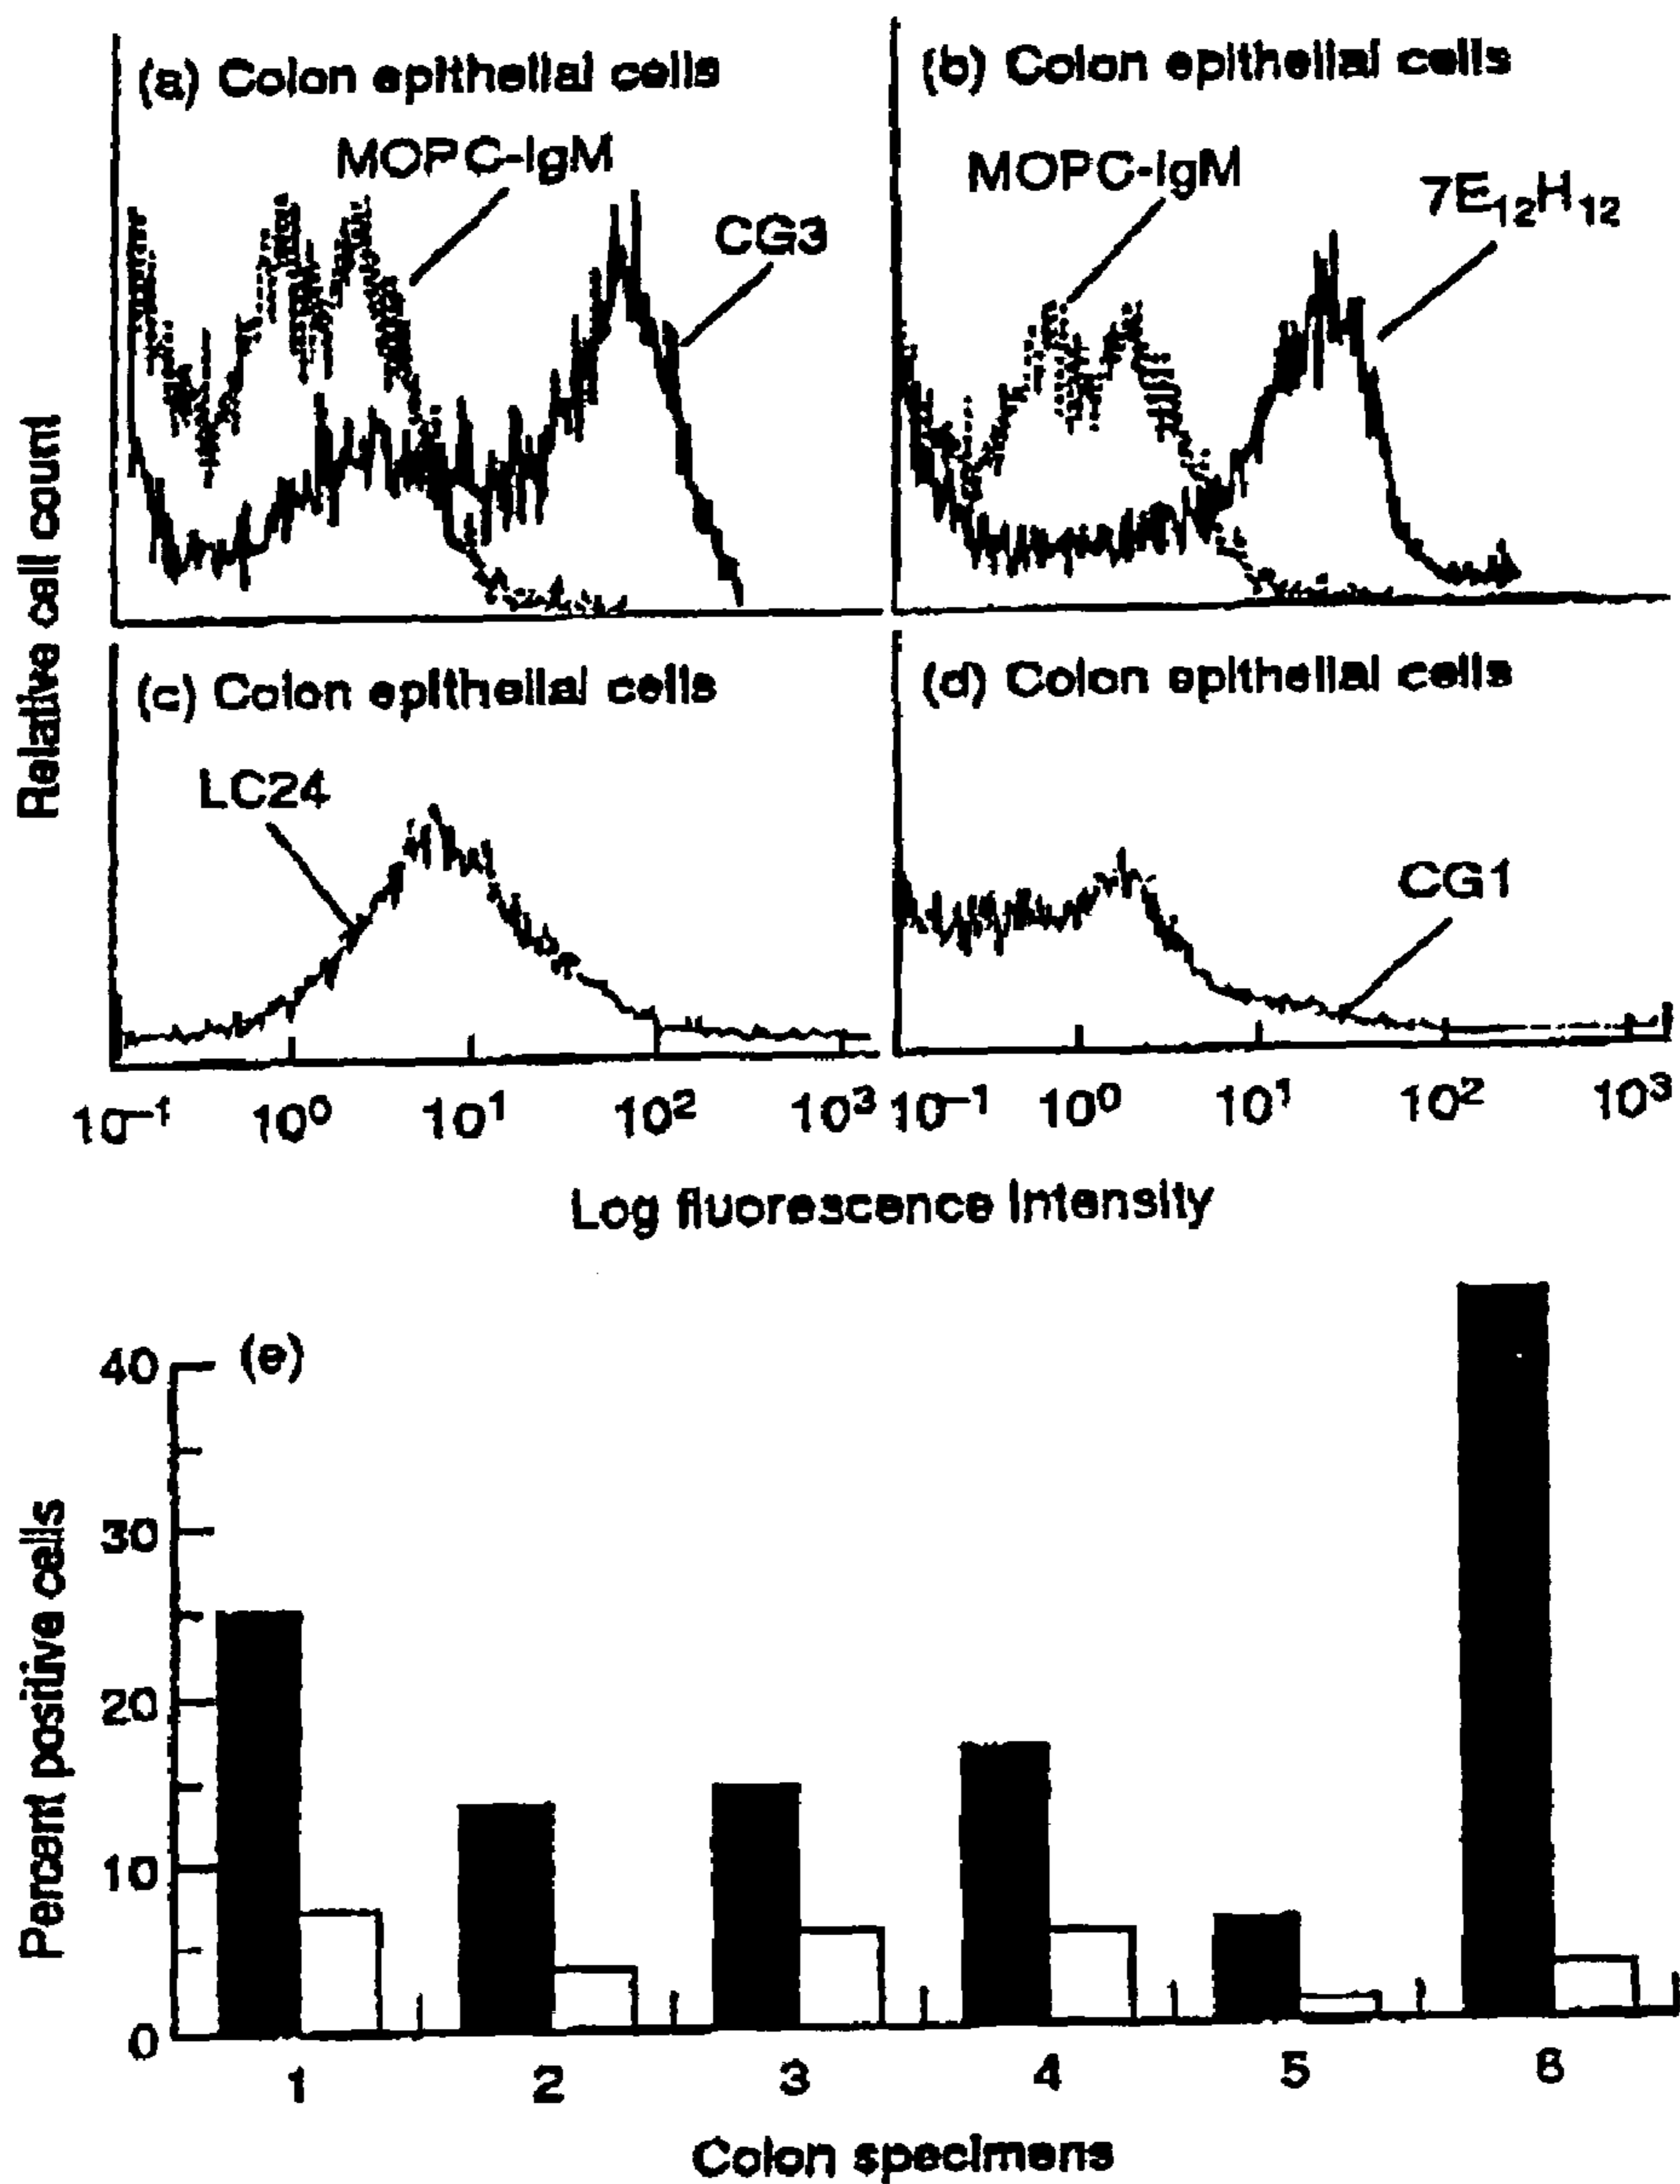 (a) Colon epithelial cells
MOPC-IgM
CG3
(b) Colon epithelial cells
MOPC-IgM
7E12H12
Relative cell count
(c) Colon epithelial cells
LC24
(d) Colon epithelial cells
CG1
10⁻¹ 10⁰ 10¹ 10² 10³ 10⁻¹ 10⁰ 10¹ 10² 10³
Log fluorescence intensity
(e)
40
30
20
10
0
Percent positive cells
1 2 3 4 5 6
Colon specimens